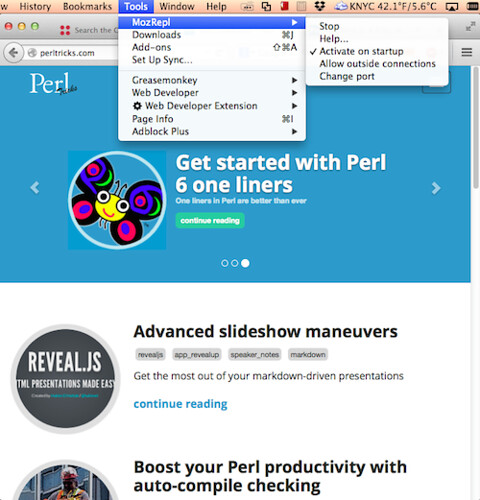 History Bookmarks Tools Window Help KNYC 42.1°F/5.6°C
MozRepl
Downloads ⌘J
Add-ons ⇧⌘A
Set Up Sync...
Greasemonkey
Web Developer
Web Developer Extension
Page Info ⌘I
Adblock Plus
Stop
Help...
✓ Activate on startup
Allow outside connections
Change port
Search the C
perltricks.com
Perl
Tricks
Get started with Perl
6 one liners
One liners in Perl are better than ever
continue reading
REVEAL.JS
HTML PRESENTATIONS MADE EASY
Advanced slideshow maneuvers
revealjs app_revealup speaker_notes markdown
Get the most out of your markdown-driven presentations
continue reading
Boost your Perl productivity with
auto-compile checking